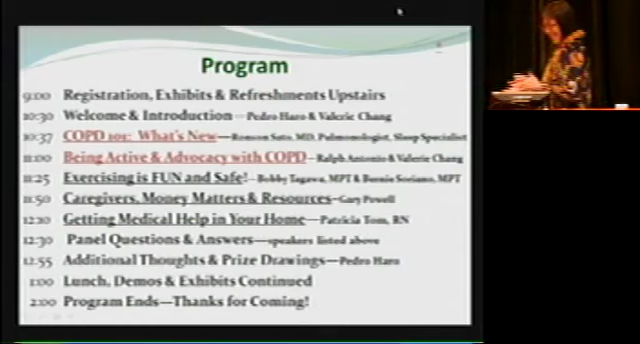 Program
9:00 Registration, Exhibits & Refreshments Upstairs
10:30 Welcome & Introduction—Pedro Haro & Valerie Chang
10:37 COPD 101: What's New—Ronson Sato, MD, Pulmonologist, Sleep Specialist
11:00 Being Active & Advocacy with COPD—Ralph Antonio & Valerie Chang
11:25 Exercising is FUN and Safe!—Bobby Tagawa, MPT & Bernie Soriano, MPT
11:50 Caregivers, Money Matters & Resources—Gary Powell
12:10 Getting Medical Help in Your Home—Patricia Tom, RN
12:30 Panel Questions & Answers—speakers listed above
12:55 Additional Thoughts & Prize Drawings—Pedro Haro
1:00 Lunch, Demos & Exhibits Continued
2:00 Program Ends—Thanks for Coming!